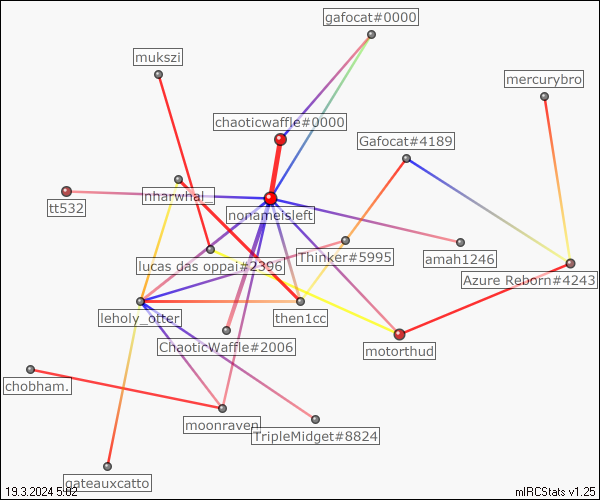 gafocat#0000
mukszi
mercurybro
chaoticwaffle#0000
Gafocat#4189
nharwhal_
tt532
nonameisleft
Thinker#5995
amah1246
lucas das oppai#2396
Azure Reborn#4243
leholy_otter
then1cc
ChaoticWaffle#2006
motorthud
chobham.
moonraven
TripleMidget#8824
gateauxcatto
19.3.2024 5:02
mIRCStats v1.25